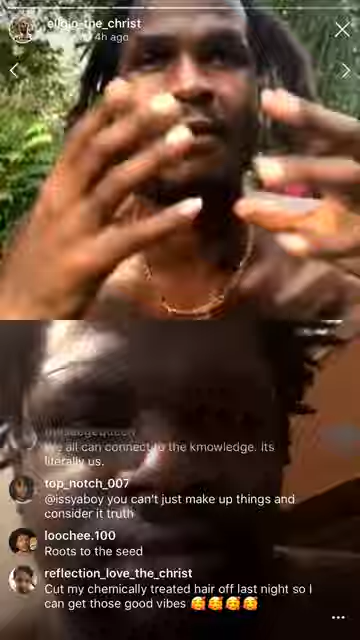 eligio_the_christ
4h ago
We all can connect to the kmowledge. its
literally us.
top_notch_007
@issyaboy you can't just make up things and
consider it truth
loochee.100
Roots to the seed
reflection_love_the_christ
Cut my chemically treated hair off last night so I
can get those good vibes 🥰🥰🥰🥰